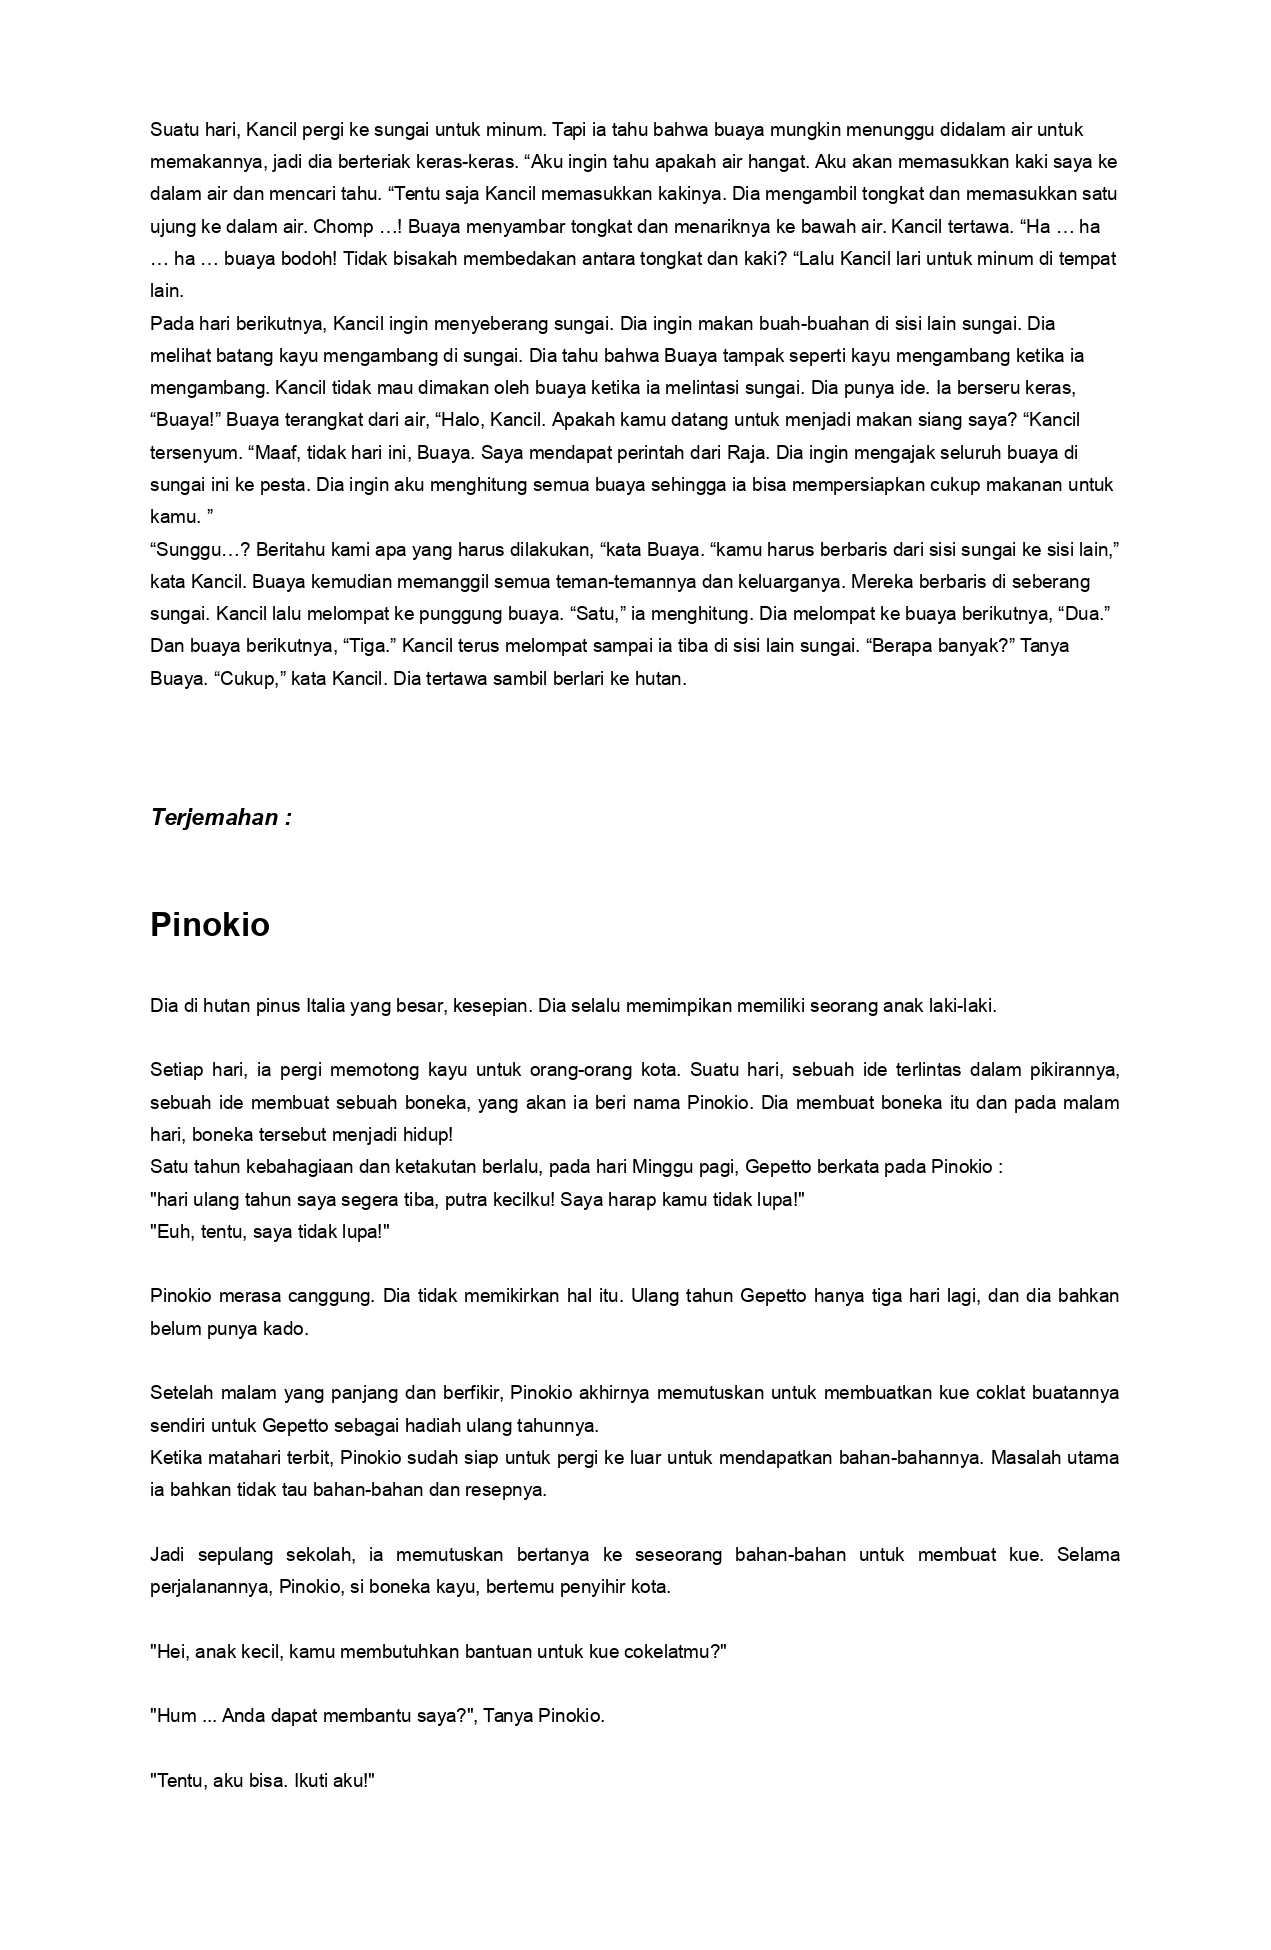 Suatu hari, Kancil pergi ke sungai untuk minum. Tapi ia tahu bahwa buaya mungkin menunggu didalam air untuk
memakannya, jadi dia berteriak keras-keras. “Aku ingin tahu apakah air hangat. Aku akan memasukkan kaki saya ke
dalam air dan mencari tahu. “Tentu saja Kancil memasukkan kakinya. Dia mengambil tongkat dan memasukkan satu
ujung ke dalam air. Chomp …! Buaya menyambar tongkat dan menariknya ke bawah air. Kancil tertawa. “Ha … ha
… ha … buaya bodoh! Tidak bisakah membedakan antara tongkat dan kaki? “Lalu Kancil lari untuk minum di tempat
lain.
Pada hari berikutnya, Kancil ingin menyeberang sungai. Dia ingin makan buah-buahan di sisi lain sungai. Dia
melihat batang kayu mengambang di sungai. Dia tahu bahwa Buaya tampak seperti kayu mengambang ketika ia
mengambang. Kancil tidak mau dimakan oleh buaya ketika ia melintasi sungai. Dia punya ide. Ia berseru keras,
“Buaya!” Buaya terangkat dari air, “Halo, Kancil. Apakah kamu datang untuk menjadi makan siang saya? “Kancil
tersenyum. “Maaf, tidak hari ini, Buaya. Saya mendapat perintah dari Raja. Dia ingin mengajak seluruh buaya di
sungai ini ke pesta. Dia ingin aku menghitung semua buaya sehingga ia bisa mempersiapkan cukup makanan untuk
kamu. ”
“Sunggu…? Beritahu kami apa yang harus dilakukan, “kata Buaya. “kamu harus berbaris dari sisi sungai ke sisi lain,”
kata Kancil. Buaya kemudian memanggil semua teman-temannya dan keluarganya. Mereka berbaris di seberang
sungai. Kancil lalu melompat ke punggung buaya. “Satu,” ia menghitung. Dia melompat ke buaya berikutnya, “Dua.”
Dan buaya berikutnya, “Tiga.” Kancil terus melompat sampai ia tiba di sisi lain sungai. “Berapa banyak?” Tanya
Buaya. “Cukup,” kata Kancil. Dia tertawa sambil berlari ke hutan.
Terjemahan :
Pinokio
Dia di hutan pinus Italia yang besar, kesepian. Dia selalu memimpikan memiliki seorang anak laki-laki.
Setiap hari, ia pergi memotong kayu untuk orang-orang kota. Suatu hari, sebuah ide terlintas dalam pikirannya,
sebuah ide membuat sebuah boneka, yang akan ia beri nama Pinokio. Dia membuat boneka itu dan pada malam
hari, boneka tersebut menjadi hidup!
Satu tahun kebahagiaan dan ketakutan berlalu, pada hari Minggu pagi, Gepetto berkata pada Pinokio :
"hari ulang tahun saya segera tiba, putra kecilku! Saya harap kamu tidak lupa!"
"Euh, tentu, saya tidak lupa!"
Pinokio merasa canggung. Dia tidak memikirkan hal itu. Ulang tahun Gepetto hanya tiga hari lagi, dan dia bahkan
belum punya kado.
Setelah malam yang panjang dan berfikir, Pinokio akhirnya memutuskan untuk membuatkan kue coklat buatannya
sendiri untuk Gepetto sebagai hadiah ulang tahunnya.
Ketika matahari terbit, Pinokio sudah siap untuk pergi ke luar untuk mendapatkan bahan-bahannya. Masalah utama
ia bahkan tidak tau bahan-bahan dan resepnya.
Jadi sepulang sekolah, ia memutuskan bertanya ke seseorang bahan-bahan untuk membuat kue. Selama
perjalanannya, Pinokio, si boneka kayu, bertemu penyihir kota.
"Hei, anak kecil, kamu membutuhkan bantuan untuk kue cokelatmu?"
"Hum ... Anda dapat membantu saya?", Tanya Pinokio.
"Tentu, aku bisa. Ikuti aku!"